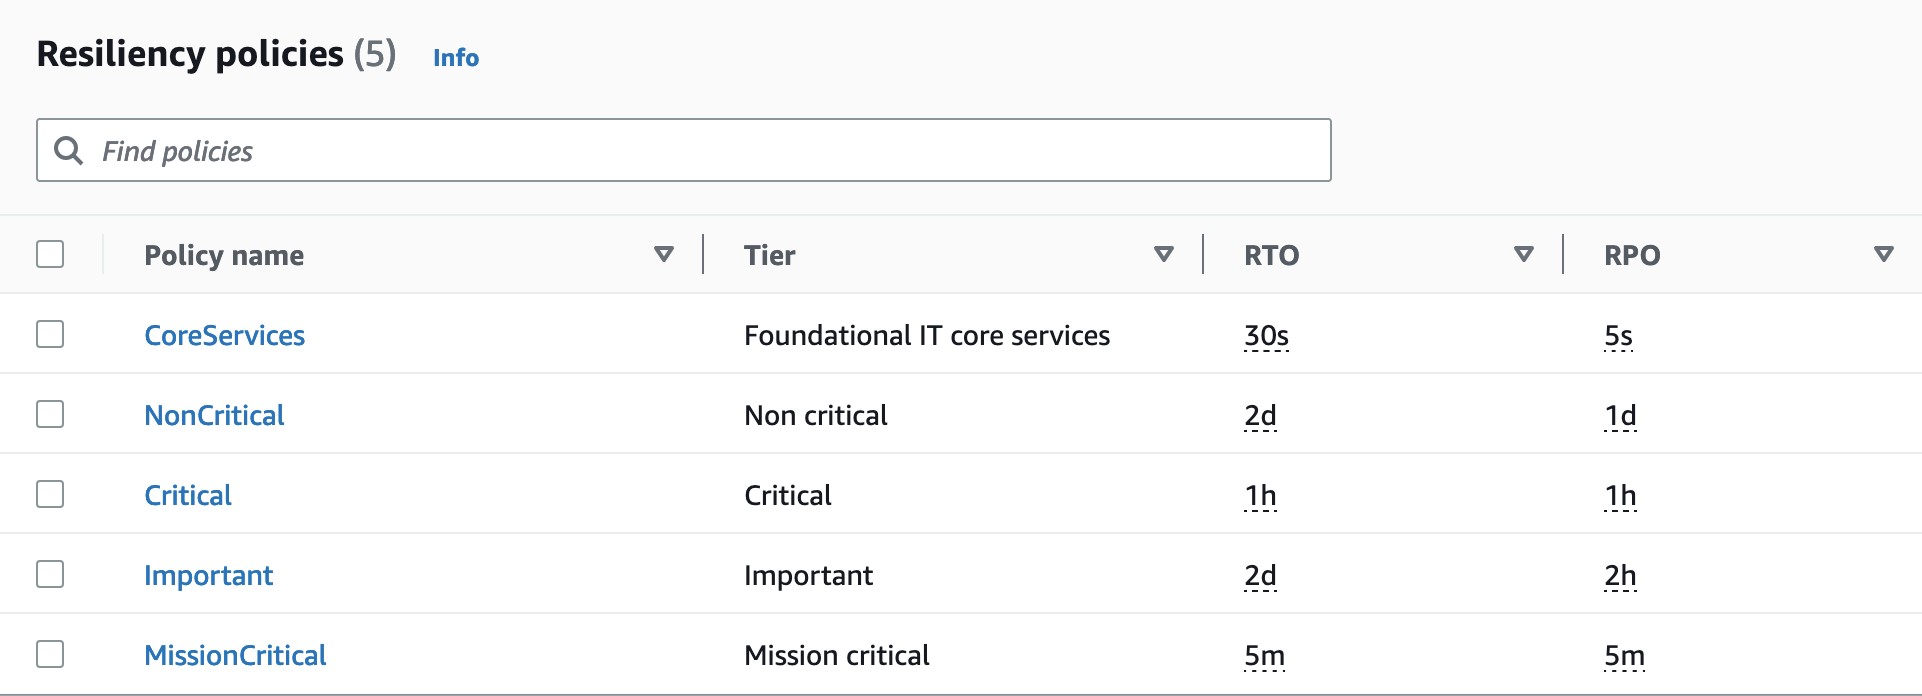 Resiliency policies (5) Info
Find policies
Policy name Tier RTO RPO
CoreServices Foundational IT core services 30s 5s
NonCritical Non critical 2d 1d
Critical Critical 1h 1h
Important Important 2d 2h
MissionCritical Mission critical 5m 5m